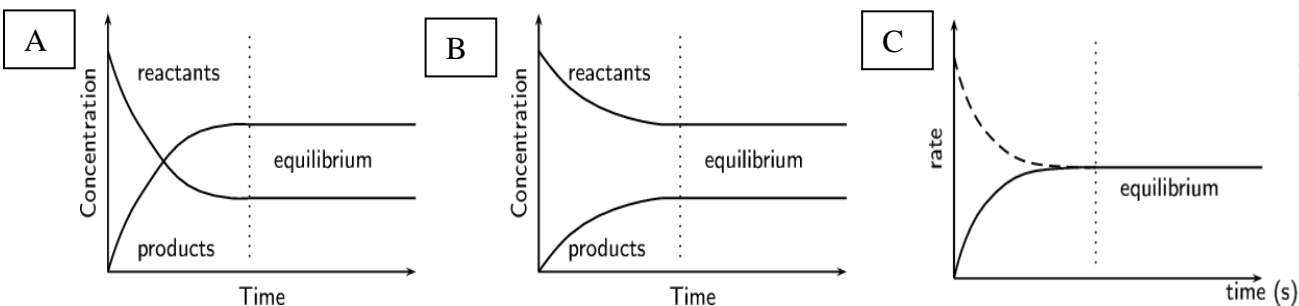 A
Concentration
reactants
equilibrium
products
Time
B
Concentration
reactants
equilibrium
products
Time
C
rate
equilibrium
time (s)